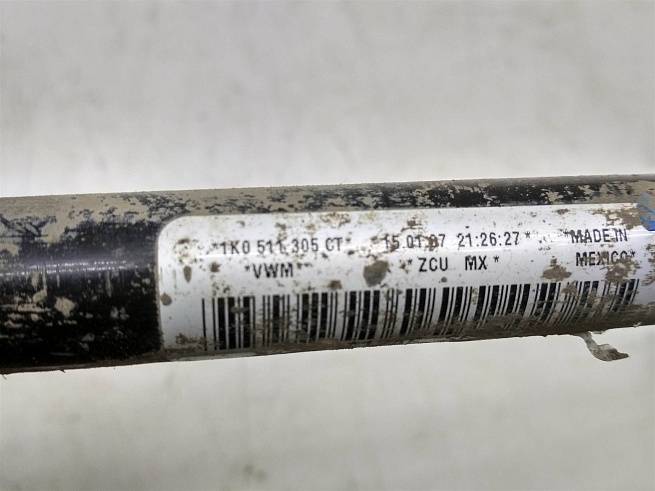 *1K0 511 305 CT* 15.01.07 21:26:27* *MADE IN
*VWM* *ZCU MX* MEXICO*